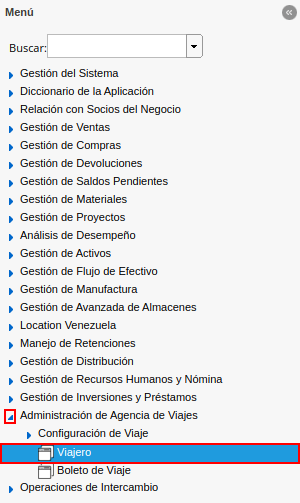 Menú
Buscar:
Gestión del Sistema
Diccionario de la Aplicación
Relación con Socios del Negocio
Gestión de Ventas
Gestión de Compras
Gestión de Devoluciones
Gestión de Saldos Pendientes
Gestión de Materiales
Gestión de Proyectos
Análisis de Desempeño
Gestión de Activos
Gestión de Flujo de Efectivo
Gestión de Manufactura
Gestión de Avanzada de Almacenes
Location Venezuela
Manejo de Retenciones
Gestión de Distribución
Gestión de Recursos Humanos y Nómina
Gestión de Inversiones y Préstamos
Administración de Agencia de Viajes
Configuración de Viaje
Viajero
Boleto de Viaje
Operaciones de Intercambio